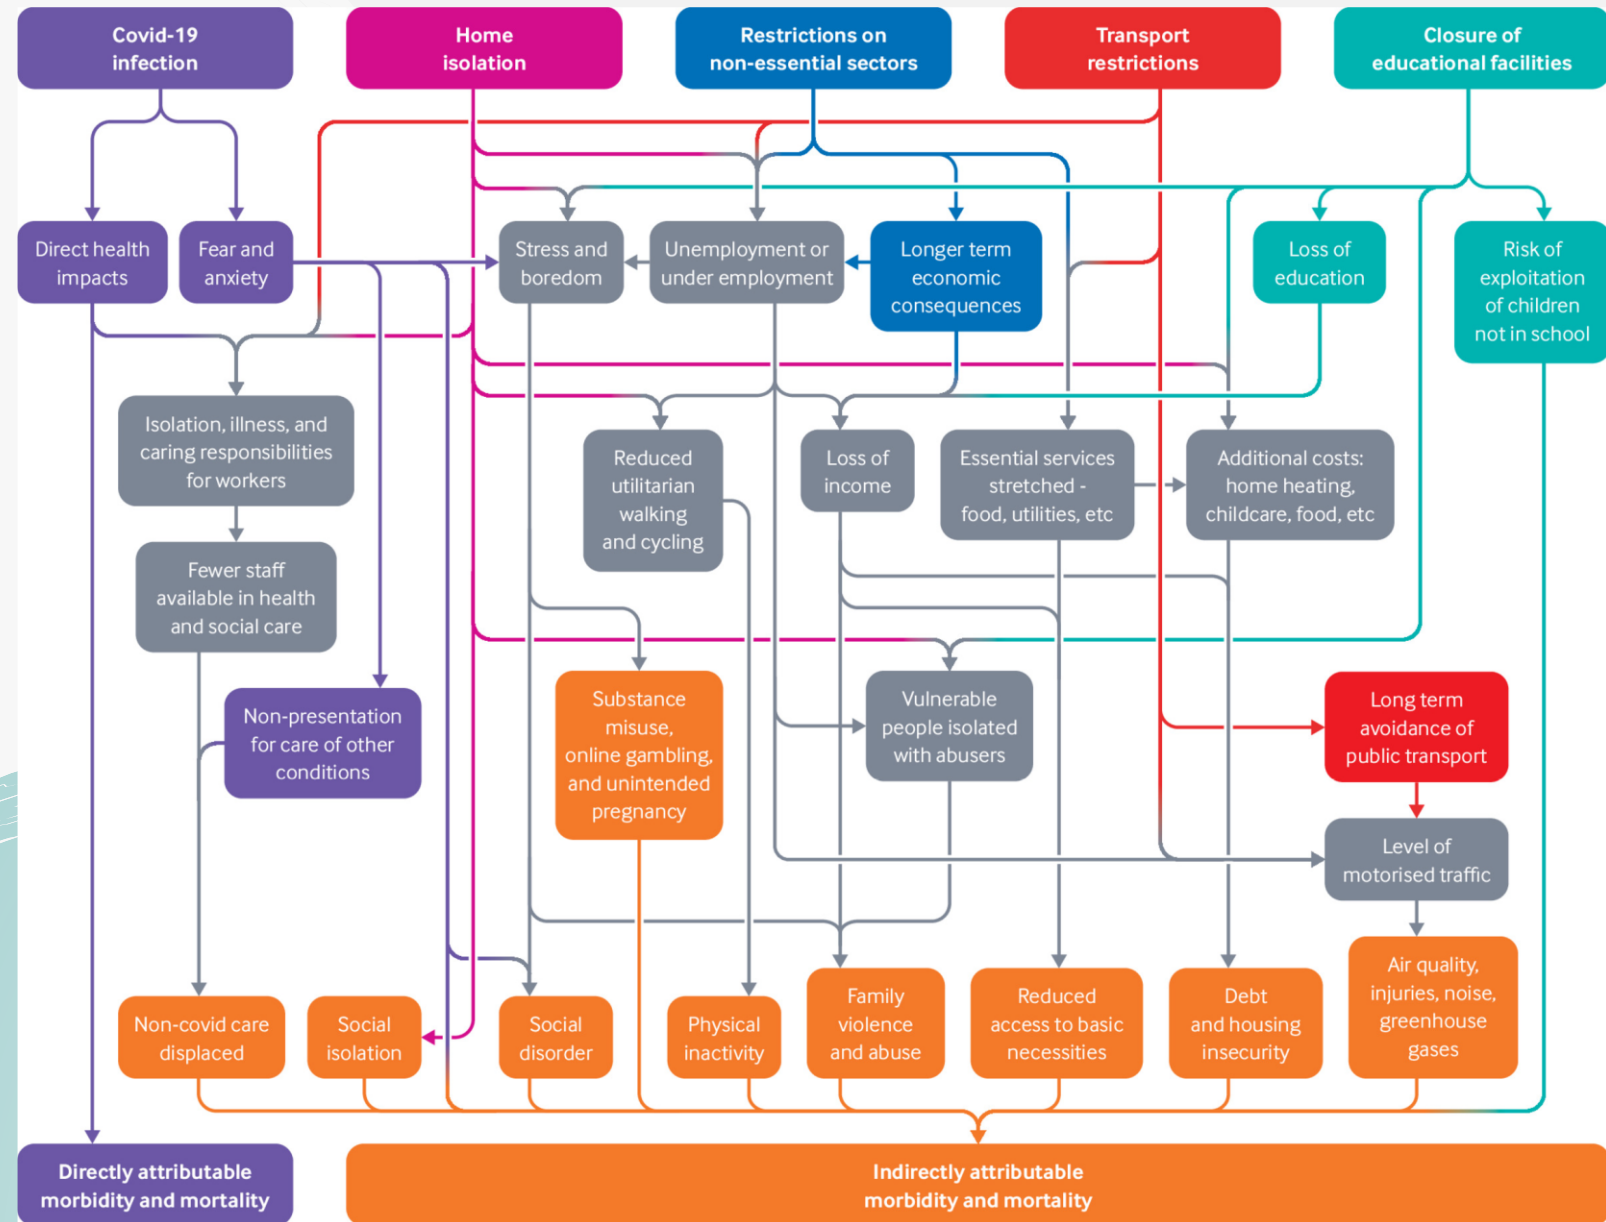 Covid-19
infection
Home
isolation
Restrictions on
non-essential sectors
Transport
restrictions
Closure of
educational facilities
Direct health
impacts
Fear and
anxiety
Stress and
boredom
Unemployment or
under employment
Longer term
economic
consequences
Loss of
education
Risk of
exploitation
of children
not in school
Isolation, illness, and
caring responsibilities
for workers
Reduced
utilitarian
walking
and cycling
Loss of
income
Essential services
stretched -
food, utilities, etc
Additional costs:
home heating,
childcare, food, etc
Fewer staff
available in health
and social care
Non-presentation
for care of other
conditions
Substance
misuse,
online gambling,
and unintended
pregnancy
Vulnerable
people isolated
with abusers
Long term
avoidance of
public transport
Level of
motorised traffic
Non-covid care
displaced
Social
isolation
Social
disorder
Physical
inactivity
Family
violence
and abuse
Reduced
access to basic
necessities
Debt
and housing
insecurity
Air quality,
injuries, noise,
greenhouse
gases
Directly attributable
morbidity and mortality
Indirectly attributable
morbidity and mortality